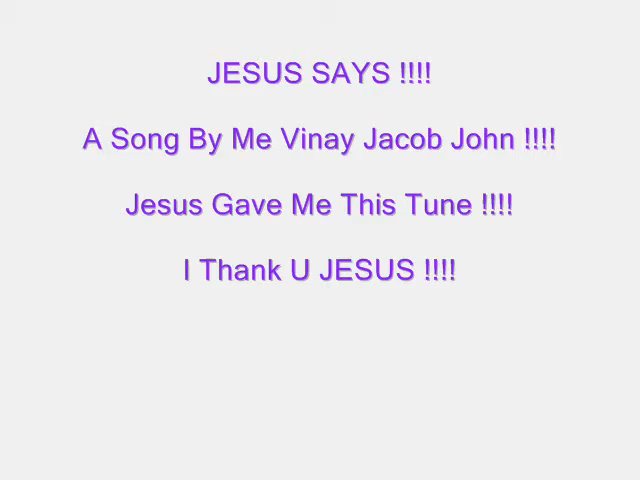 JESUS SAYS !!!!
A Song By Me Vinay Jacob John !!!!
Jesus Gave Me This Tune !!!!
I Thank U JESUS !!!!